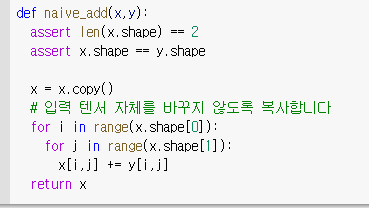 def naive_add(x,y):
  assert len(x.shape) == 2
  assert x.shape == y.shape

  x = x.copy()
  # 입력 텐서 자체를 바꾸지 않도록 복사합니다
  for i in range(x.shape[0]):
    for j in range(x.shape[1]):
      x[i,j] += y[i,j]
  return x